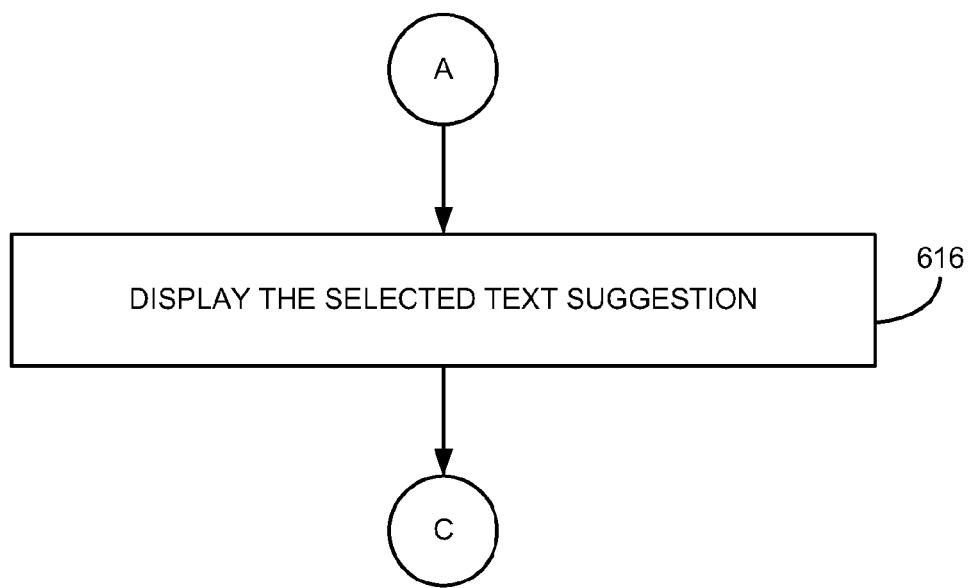 A
616
DISPLAY THE SELECTED TEXT SUGGESTION
C